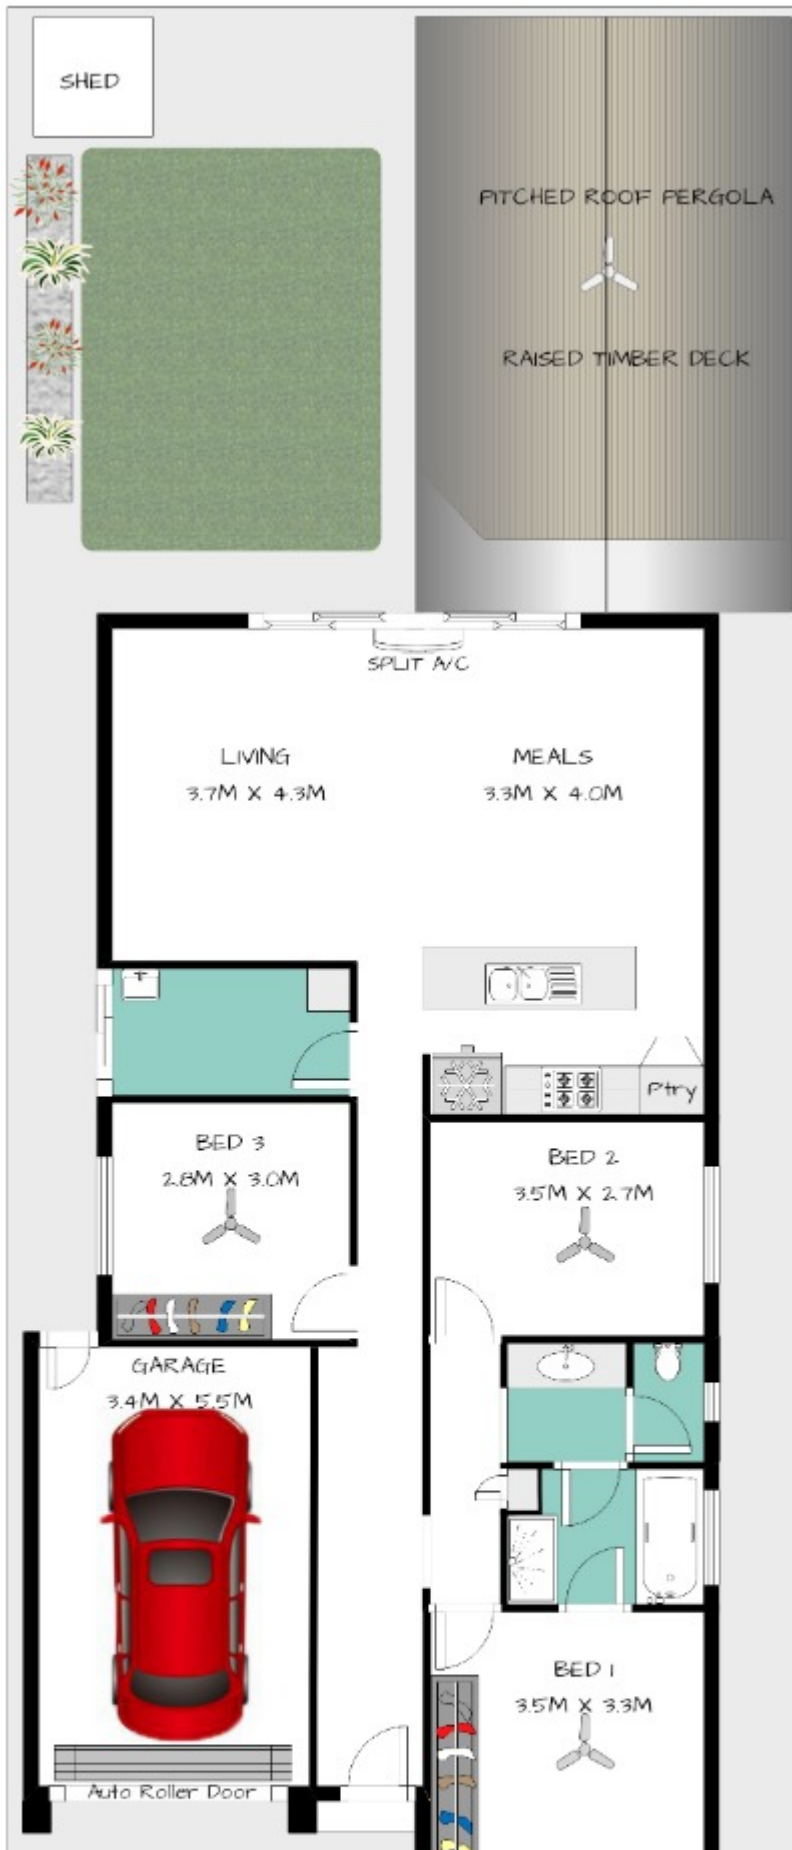 SHED
PITCHED ROOF PERGOLA
RAISED TIMBER DECK
SPLIT A/C
LIVING
3.7M X 4.3M
MEALS
3.3M X 4.0M
Ptry
BED 3
2.8M X 3.0M
BED 2
3.5M X 2.7M
GARAGE
3.4M X 5.5M
BED 1
3.5M X 3.3M
Auto Roller Door